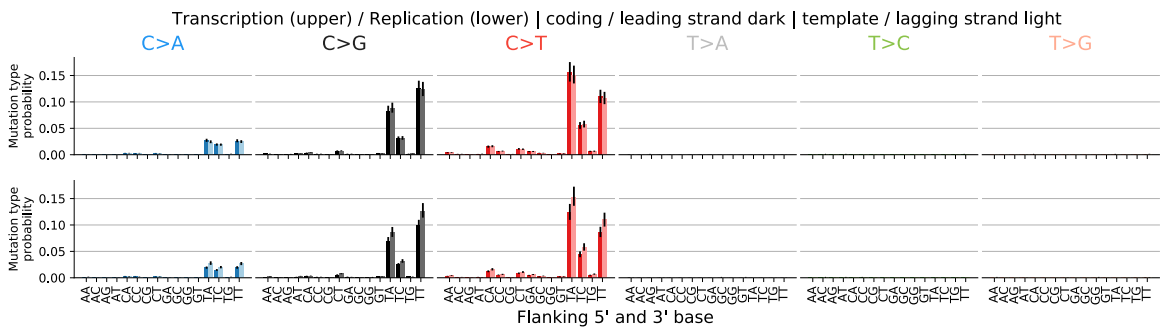 Transcription (upper) / Replication (lower) | coding / leading strand dark | template / lagging strand light
C>A C>G C>T T>A T>C T>G
Mutation type
probability
0.15
0.10
0.05
0.00
Mutation type
probability
0.15
0.10
0.05
0.00
AA AC AG AT CA CC CG CT GA GC GG GT TA TC TG TT AA AC AG AT CA CC CG CT GA GC GG GT TA TC TG TT AA AC AG AT CA CC CG CT GA GC GG GT TA TC TG TT AA AC AG AT CA CC CG CT GA GC GG GT TA TC TG TT AA AC AG AT CA CC CG CT GA GC GG GT TA TC TG TT AA AC AG AT CA CC CG CT GA GC GG GT TA TC TG TT
Flanking 5' and 3' base